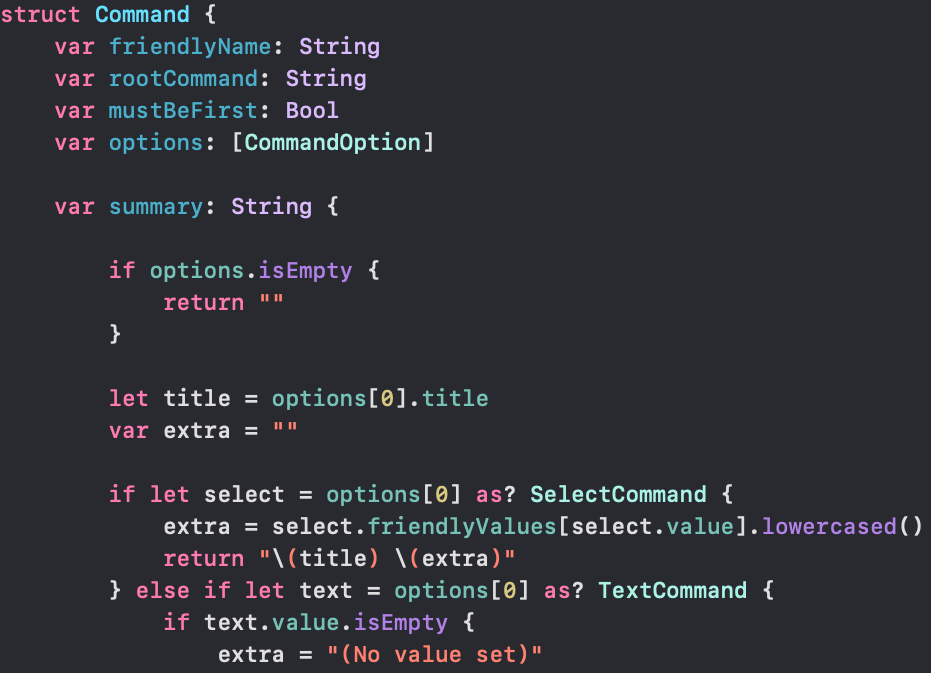 struct Command {
    var friendlyName: String
    var rootCommand: String
    var mustBeFirst: Bool
    var options: [CommandOption]

    var summary: String {

        if options.isEmpty {
            return ""
        }

        let title = options[0].title
        var extra = ""

        if let select = options[0] as? SelectCommand {
            extra = select.friendlyValues[select.value].lowercased()
            return "\(title) \(extra)"
        } else if let text = options[0] as? TextCommand {
            if text.value.isEmpty {
                extra = "(No value set)"